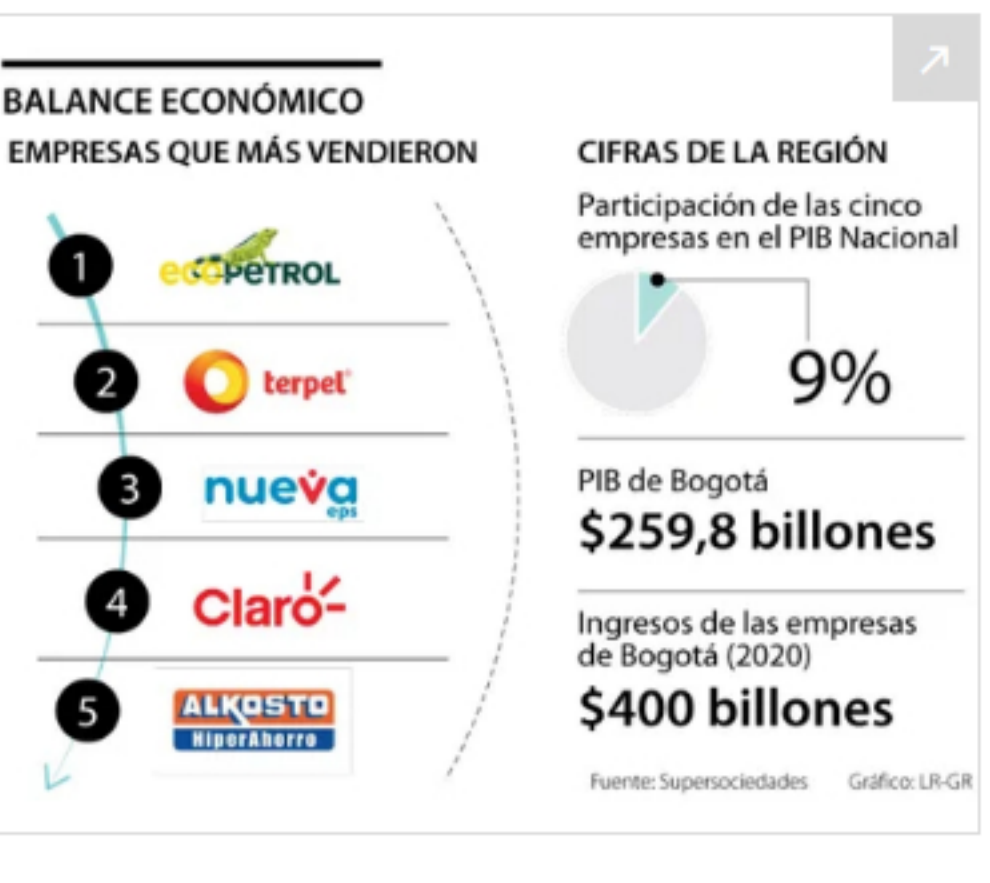 BALANCE ECONÓMICO
EMPRESAS QUE MÁS VENDIERON
1
ecoPETROL
2
terpel
3
nueva
eps
4
Claro
5
ALKOSTO
HiperAhorro
CIFRAS DE LA REGIÓN
Participación de las cinco
empresas en el PIB Nacional
9%
PIB de Bogotá
$259,8 billones
Ingresos de las empresas
de Bogotá (2020)
$400 billones
Fuente: Supersociedades
Gráfico: LR-GR